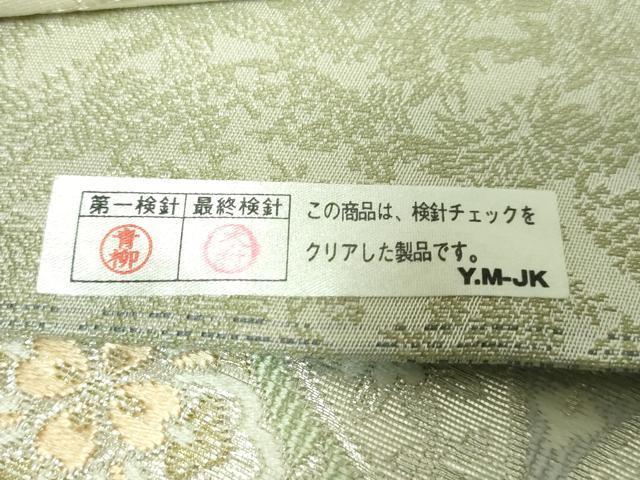 第一検針 最終検針
青柳
この商品は、検針チェックを
クリアした製品です。
Y.M-JK